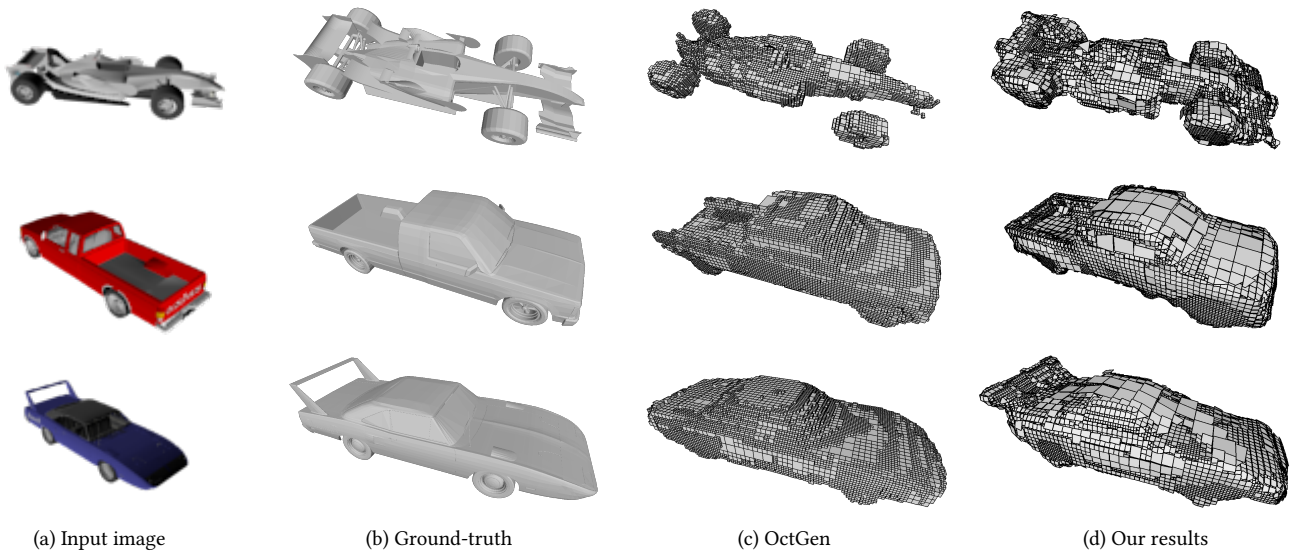 (a) Input image
(b) Ground-truth
(c) OctGen
(d) Our results